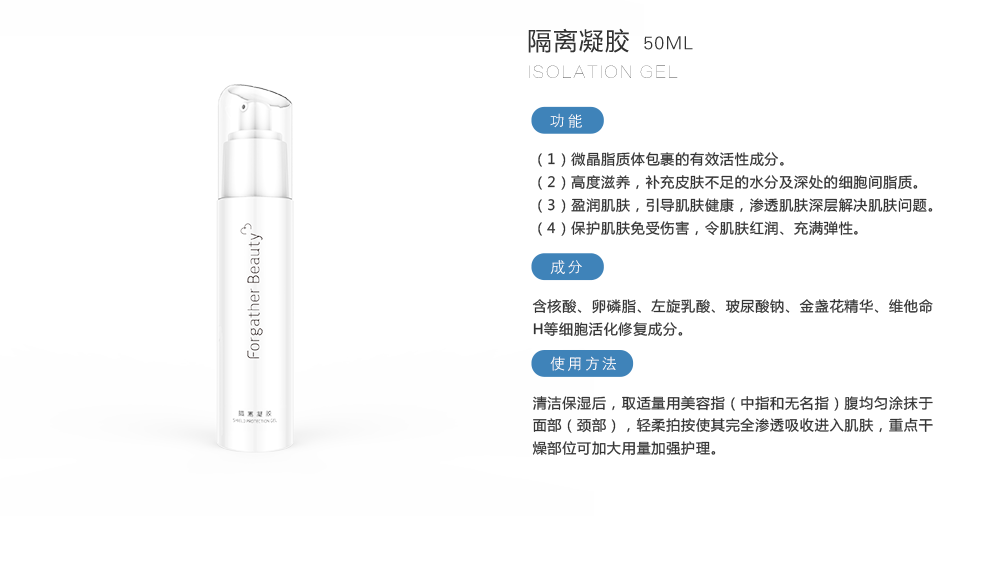 隔离凝胶 50ML
ISOLATION GEL
功能
（1）微晶脂质体包裹的有效活性成分。
（2）高度滋养，补充皮肤不足的水分及深处的细胞间脂质。
（3）盈润肌肤，引导肌肤健康，渗透肌肤深层解决肌肤问题。
（4）保护肌肤免受伤害，令肌肤红润、充满弹性。
成分
含核酸、卵磷脂、左旋乳酸、玻尿酸钠、金盏花精华、维他命
H等细胞活化修复成分。
使用方法
清洁保湿后，取适量用美容指（中指和无名指）腹均匀涂抹于
面部（颈部），轻柔拍按使其完全渗透吸收进入肌肤，重点干
燥部位可加大用量加强护理。
Forgather Beauty
隔离凝胶
SHIELD PROTECTION GEL